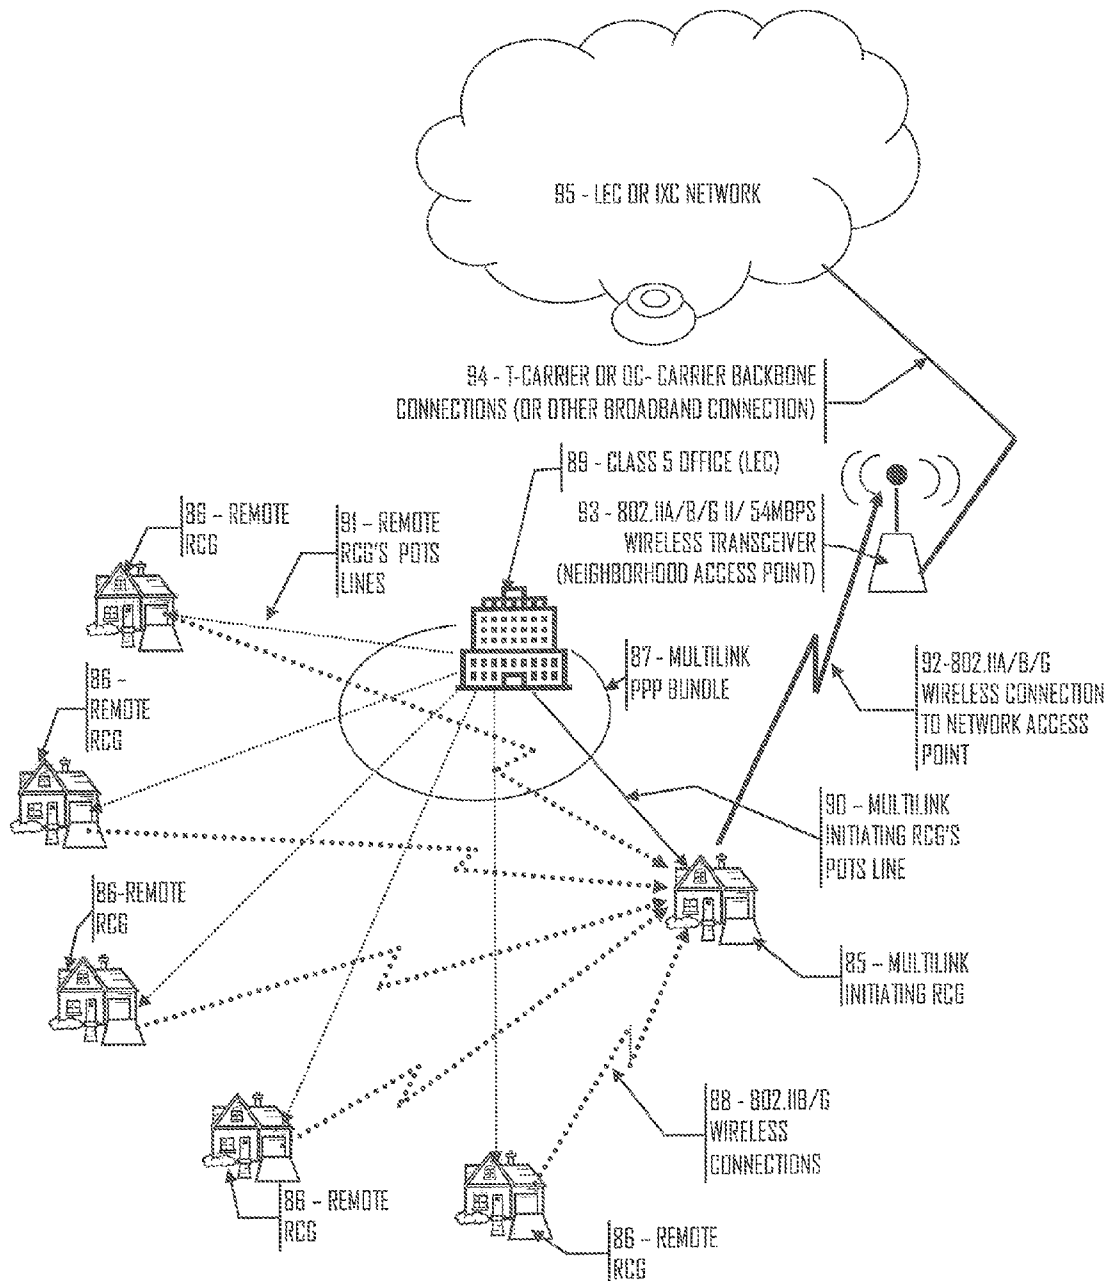 95 - LEC OR IXC NETWORK
94 - T-CARRIER OR OC- CARRIER BACKBONE
CONNECTIONS (OR OTHER BROADBAND CONNECTION)
89 - CLASS 5 OFFICE (LEC)
93 - 802.11A/B/G 11/ 54MBPS
WIRELESS TRANSCEIVER
(NEIGHBORHOOD ACCESS POINT)
86 - REMOTE
RCG
91 - REMOTE
RCG'S POTS
LINES
87 - MULTILINK
PPP BUNDLE
92-802.11A/B/G
WIRELESS CONNECTION
TO NETWORK ACCESS
POINT
86 -
REMOTE
RCG
90 - MULTILINK
INITIATING RCG'S
POTS LINE
86-REMOTE
RCG
85 - MULTILINK
INITIATING RCG
88 - 802.11B/G
WIRELESS
CONNECTIONS
86 - REMOTE
RCG
86 - REMOTE
RCG